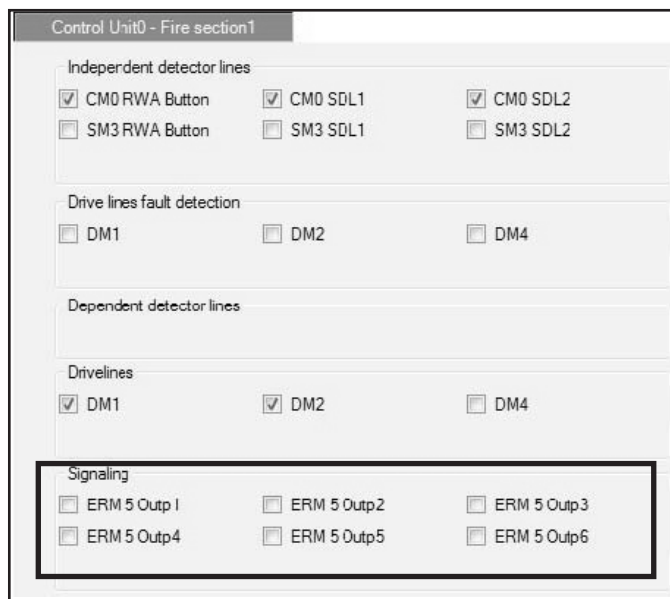 Control Unit0 - Fire section1
Independent detector lines
CM0 RWA Button CM0 SDL1 CM0 SDL2
SM3 RWA Button SM3 SDL1 SM3 SDL2
Drive lines fault detection
DM1 DM2 DM4
Dependent detector lines
Drivelines
DM1 DM2 DM4
Signaling
ERM 5 Outp1 ERM 5 Outp2 ERM 5 Outp3
ERM 5 Outp4 ERM 5 Outp5 ERM 5 Outp6